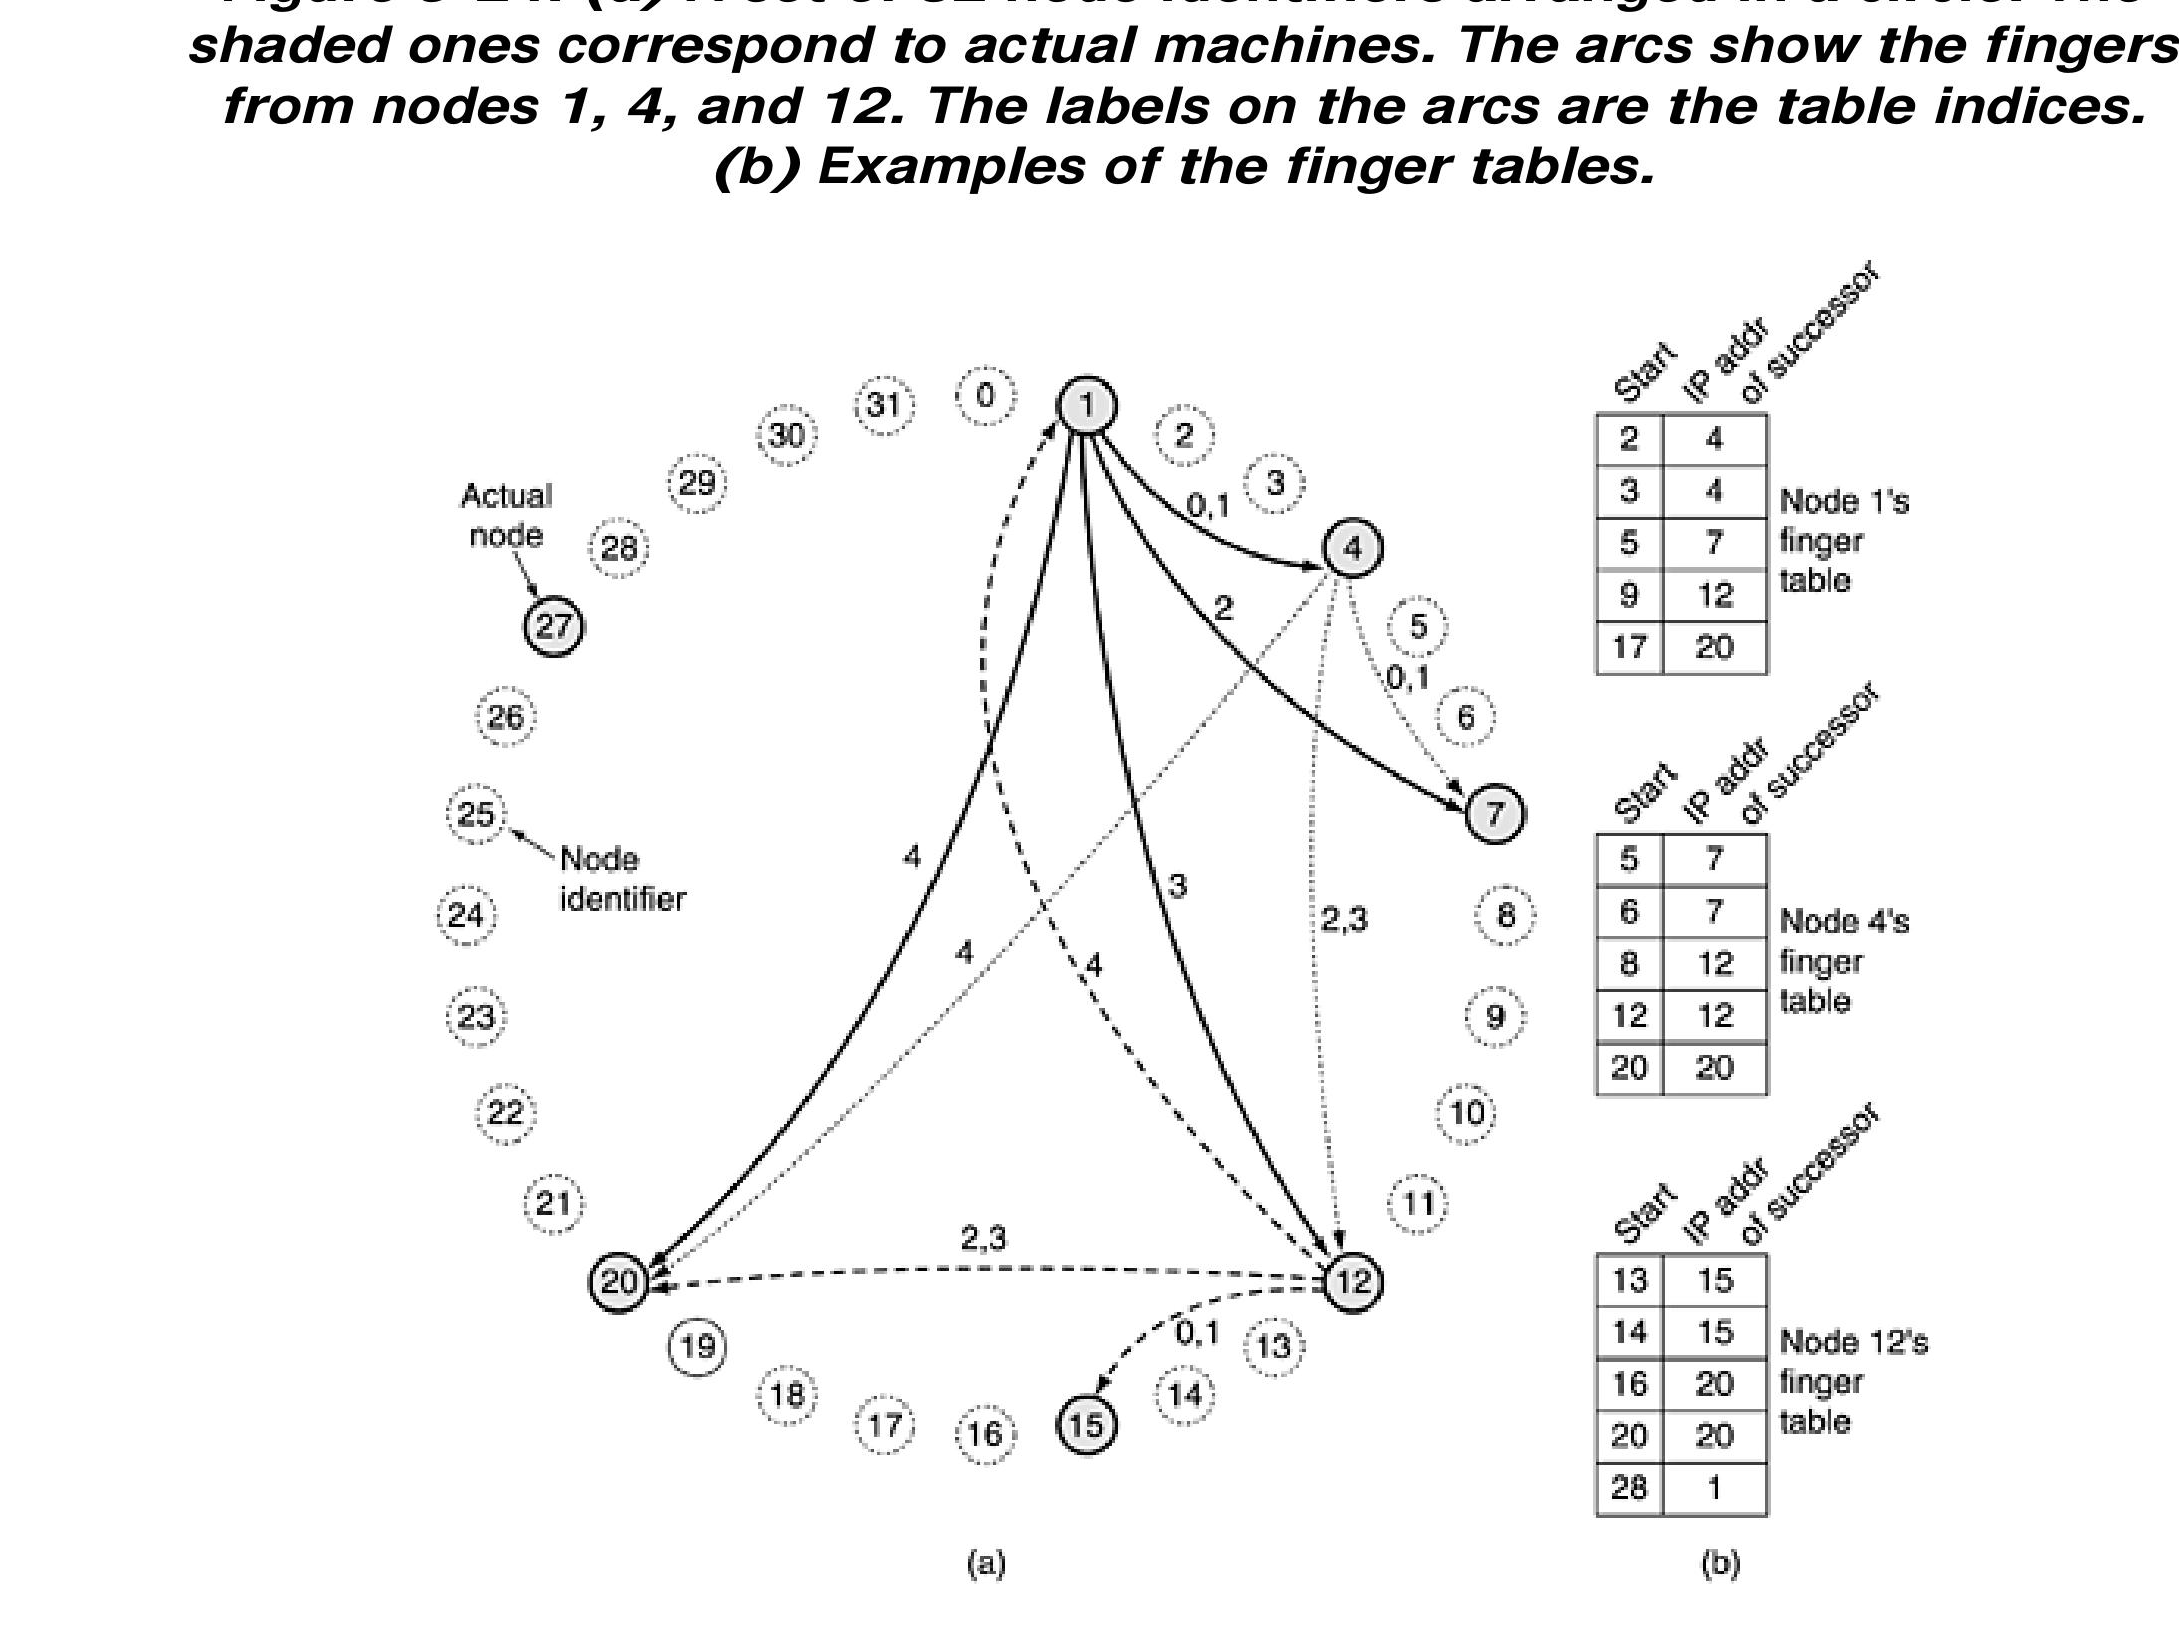 shaded ones correspond to actual machines. The arcs show the fingers
from nodes 1, 4, and 12. The labels on the arcs are the table indices.
(b) Examples of the finger tables.
0
1
2
3
4
5
6
7
8
9
10
11
12
13
14
15
16
17
18
19
20
21
22
23
24
25
26
27
28
29
30
31
Actual
node
Node
identifier
0,1
2
3
4
0,1
2,3
4
4
2,3
0,1
(a)
Start
IP addr
of successor
2 4
3 4
5 7
9 12
17 20
Node 1's
finger
table
Start
IP addr
of successor
5 7
6 7
8 12
12 12
20 20
Node 4's
finger
table
Start
IP addr
of successor
13 15
14 15
16 20
20 20
28 1
Node 12's
finger
table
(b)